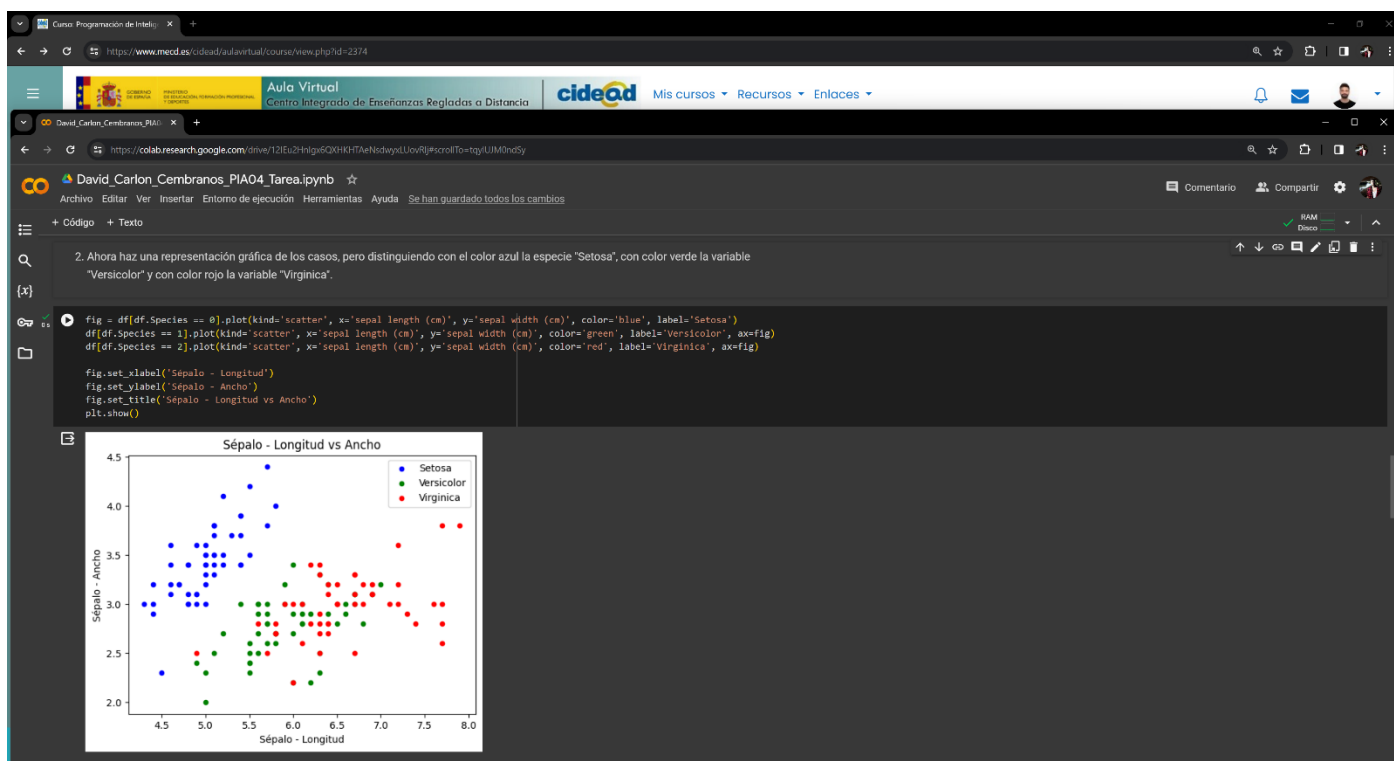 Curso: Programación de Intelig
https://www.mecd.es/cidead/aulavirtual/course/view.php?id=2374
GOBIERNO DE ESPAÑA
MINISTERIO DE EDUCACIÓN, FORMACIÓN PROFESIONAL Y DEPORTES
Aula Virtual
Centro Integrado de Enseñanzas Regladas a Distancia
cidead
Mis cursos Recursos Enlaces
David_Carlon_Cembranos_PIA0
David_Carlon_Cembranos_PIA04_Tarea.ipynb
Comentario Compartir
Archivo Editar Ver Insertar Entorno de ejecución Herramientas Ayuda Se han guardado todos los cambios
+ Código + Texto
RAM
Disco
2. Ahora haz una representación gráfica de los casos, pero distinguiendo con el color azul la especie "Setosa", con color verde la variable
"Versicolor" y con color rojo la variable "Virginica".
{x}
0 s
fig = df[df.Species == 0].plot(kind='scatter', x='sepal length (cm)', y='sepal width (cm)', color='blue', label='Setosa')
df[df.Species == 1].plot(kind='scatter', x='sepal length (cm)', y='sepal width (cm)', color='green', label='Versicolor', ax=fig)
df[df.Species == 2].plot(kind='scatter', x='sepal length (cm)', y='sepal width (cm)', color='red', label='Virginica', ax=fig)
fig.set_xlabel('Sépalo - Longitud')
fig.set_ylabel('Sépalo - Ancho')
fig.set_title('Sépalo - Longitud vs Ancho')
plt.show()
Sépalo - Longitud vs Ancho
Setosa
Versicolor
Virginica
4.5
4.0
3.5
3.0
2.5
2.0
Sépalo - Ancho
4.5 5.0 5.5 6.0 6.5 7.0 7.5 8.0
Sépalo - Longitud